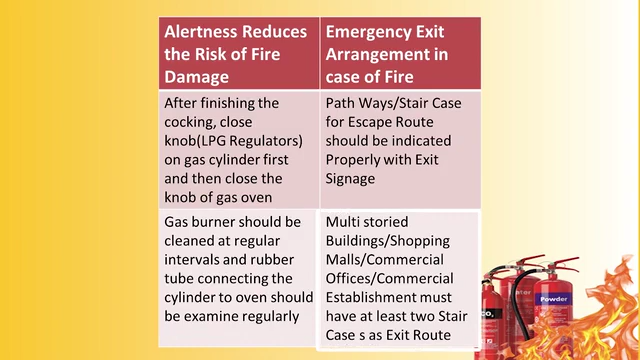 Alertness Reduces
the Risk of Fire
Damage
Emergency Exit
Arrangement in
case of Fire
After finishing the
cocking, close
knob(LPG Regulators)
on gas cylinder first
and then close the
knob of gas oven
Path Ways/Stair Case
for Escape Route
should be indicated
Properly with Exit
Signage
Gas burner should be
cleaned at regular
intervals and rubber
tube connecting the
cylinder to oven should
be examine regularly
Multi storied
Buildings/Shopping
Malls/Commercial
Offices/Commercial
Establishment must
have at least two Stair
Case s as Exit Route
Powder